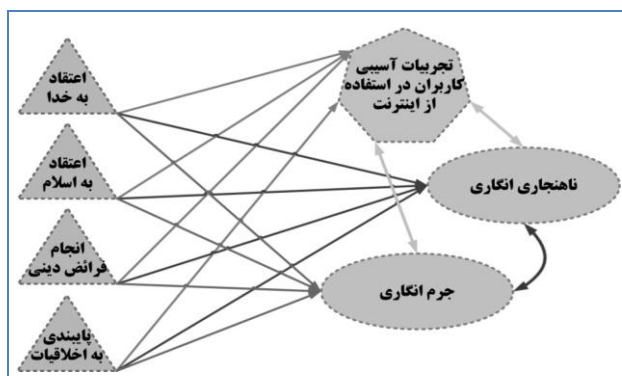 اعتقاد
به خدا
اعتقاد
به اسلام
انجام
فرائض دینی
پایبندی
به اخلاقیات
تجربیات آسیبی
کاربران در استفاده
از اینترنت
ناهنجاری انگاری
جرم انگاری